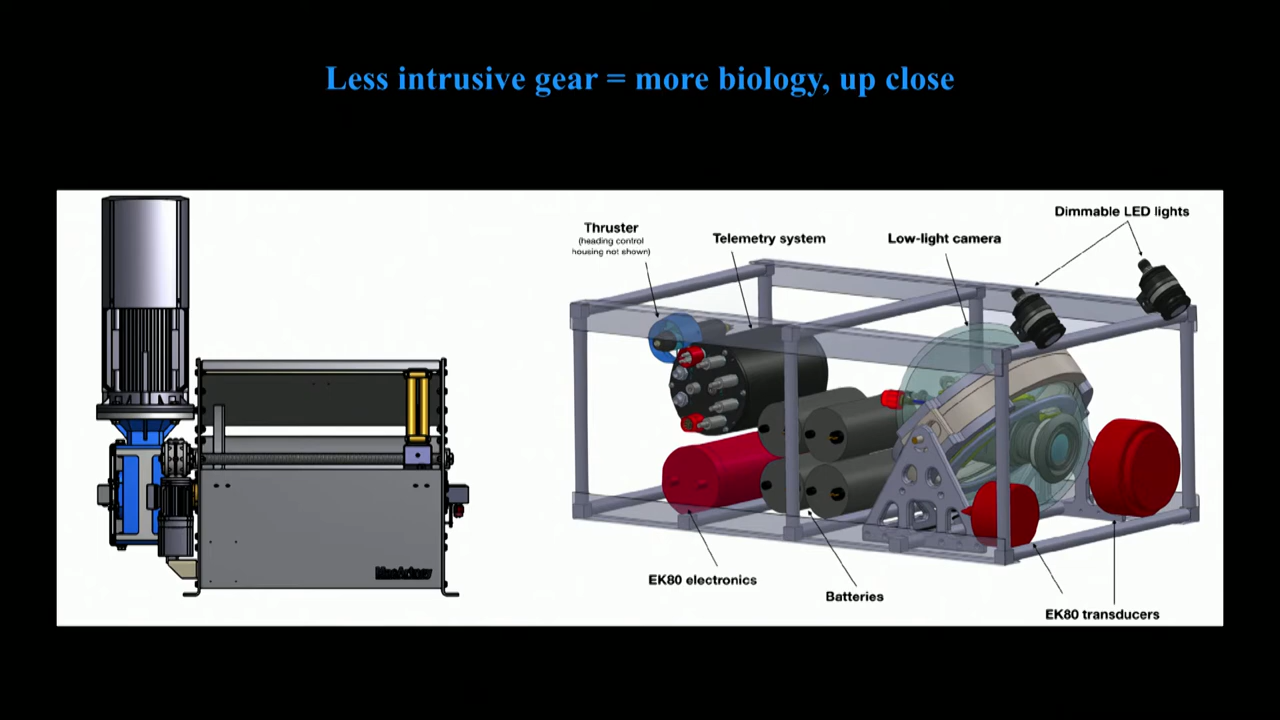 Less intrusive gear = more biology, up close
Thruster
(heading control
housing not shown)
Telemetry system
Low-light camera
Dimmable LED lights
EK80 electronics
Batteries
EK80 transducers